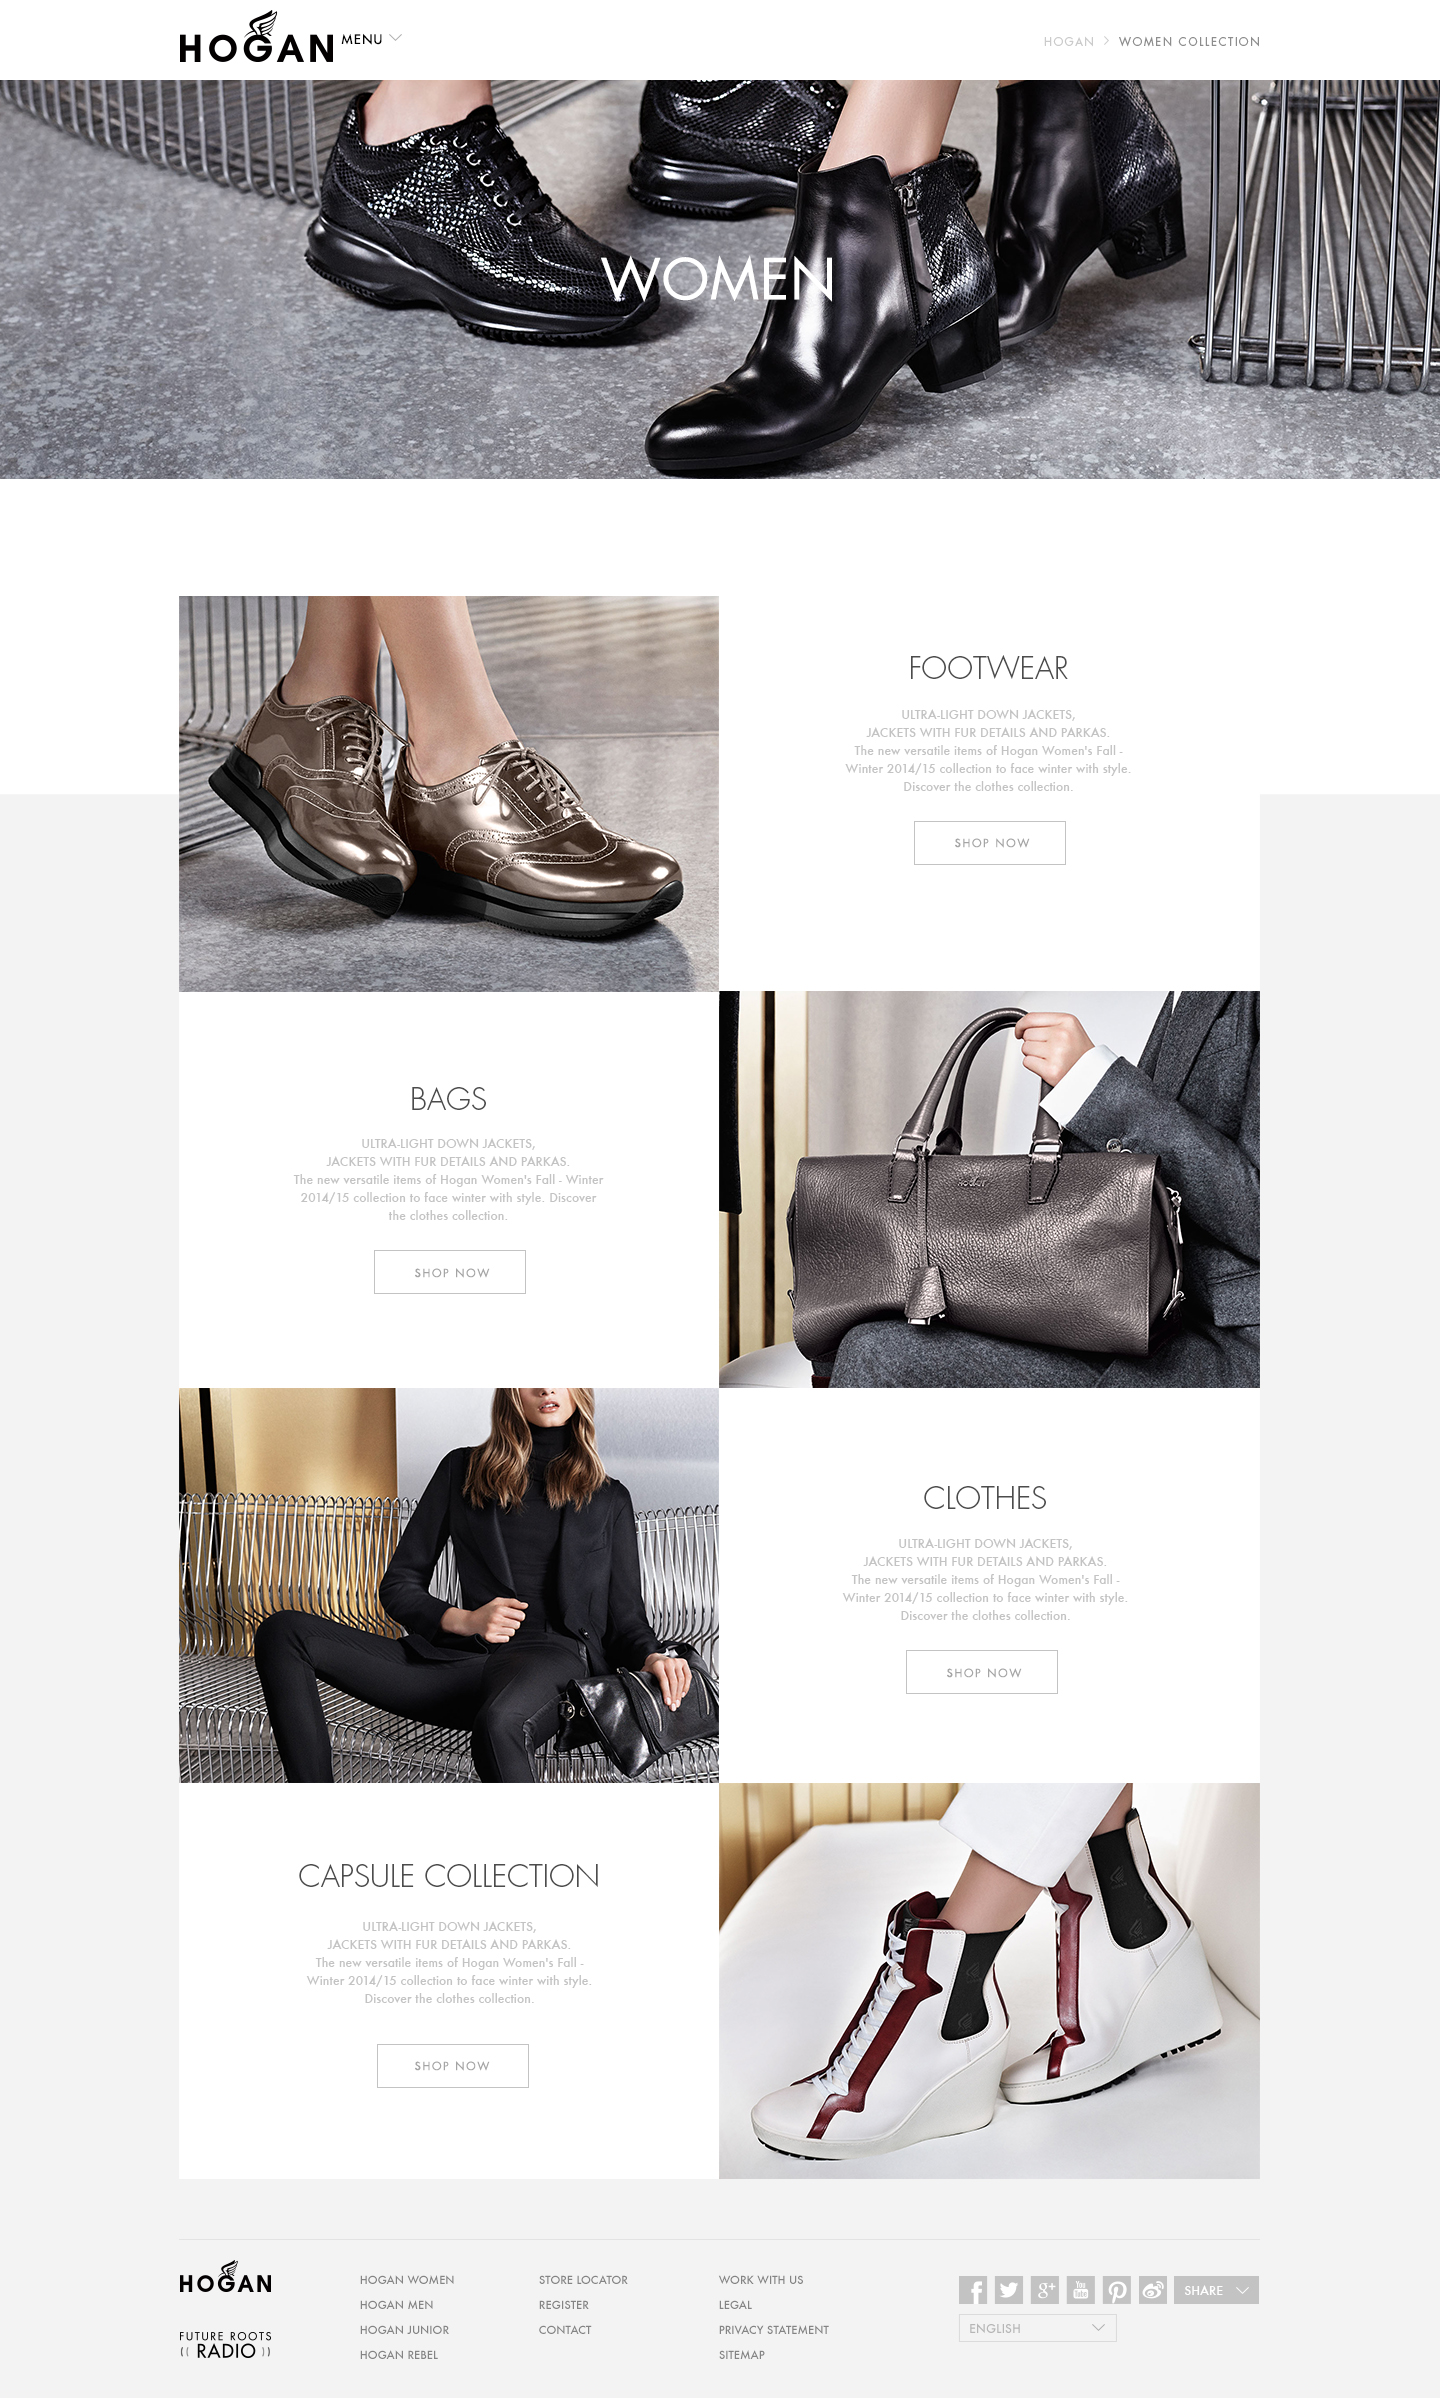 HOGAN MENU
HOGAN > WOMEN COLLECTION
WOMEN
FOOTWEAR
ULTRA-LIGHT DOWN JACKETS,
JACKETS WITH FUR DETAILS AND PARKAS.
The new versatile items of Hogan Women's Fall -
Winter 2014/15 collection to face winter with style.
Discover the clothes collection.
SHOP NOW
BAGS
ULTRA-LIGHT DOWN JACKETS,
JACKETS WITH FUR DETAILS AND PARKAS.
The new versatile items of Hogan Women's Fall - Winter
2014/15 collection to face winter with style. Discover
the clothes collection.
SHOP NOW
HOGAN
CLOTHES
ULTRA-LIGHT DOWN JACKETS,
JACKETS WITH FUR DETAILS AND PARKAS.
The new versatile items of Hogan Women's Fall -
Winter 2014/15 collection to face winter with style.
Discover the clothes collection.
SHOP NOW
CAPSULE COLLECTION
ULTRA-LIGHT DOWN JACKETS,
JACKETS WITH FUR DETAILS AND PARKAS.
The new versatile items of Hogan Women's Fall -
Winter 2014/15 collection to face winter with style.
Discover the clothes collection.
SHOP NOW
HOGAN
FUTURE ROOTS
((RADIO))
HOGAN WOMEN
HOGAN MEN
HOGAN JUNIOR
HOGAN REBEL
STORE LOCATOR
REGISTER
CONTACT
WORK WITH US
LEGAL
PRIVACY STATEMENT
SITEMAP
You Tube
SHARE
ENGLISH